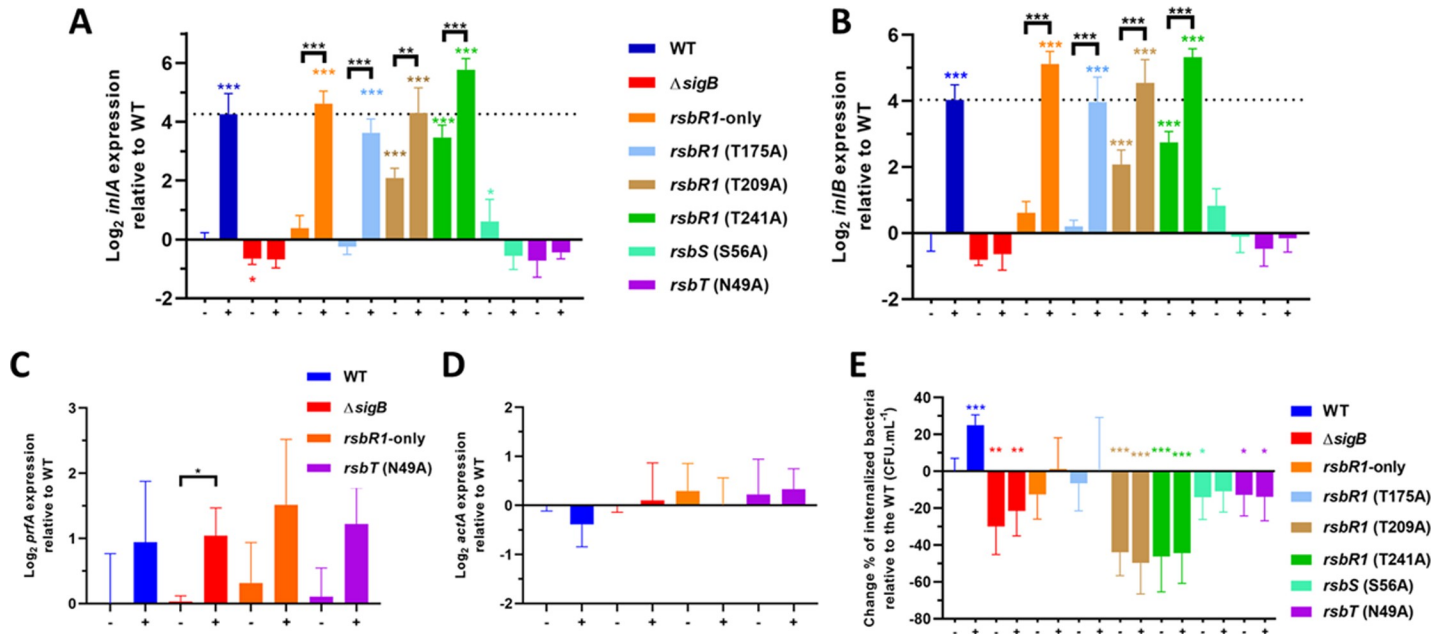 A
Log₂ inlA expression
relative to WT
6
4
2
0
-2
***
*
***
***
***
***
***
**
***
***
***
***
*
- + - + - + - + - + - + - + - +
WT
ΔsigB
rsbR1-only
rsbR1 (T175A)
rsbR1 (T209A)
rsbR1 (T241A)
rsbS (S56A)
rsbT (N49A)
B
Log₂ inlB expression
relative to WT
6
4
2
0
-2
***
***
***
***
***
***
***
***
***
***
***
- + - + - + - + - + - + - + - +
C
Log₂ prfA expression
relative to WT
3
2
1
0
*
- + - + - + - +
WT
ΔsigB
rsbR1-only
rsbT (N49A)
D
Log₂ actA expression
relative to WT
2
1
0
-1
-2
- + - + - + - +
E
Change % of internalized bacteria
relative to the WT (CFU.mL⁻¹)
40
20
0
-20
-40
-60
-80
***
** ** *** *** *** *** * * *
- + - + - + - + - + - + - + - +
WT
ΔsigB
rsbR1-only
rsbR1 (T175A)
rsbR1 (T209A)
rsbR1 (T241A)
rsbS (S56A)
rsbT (N49A)